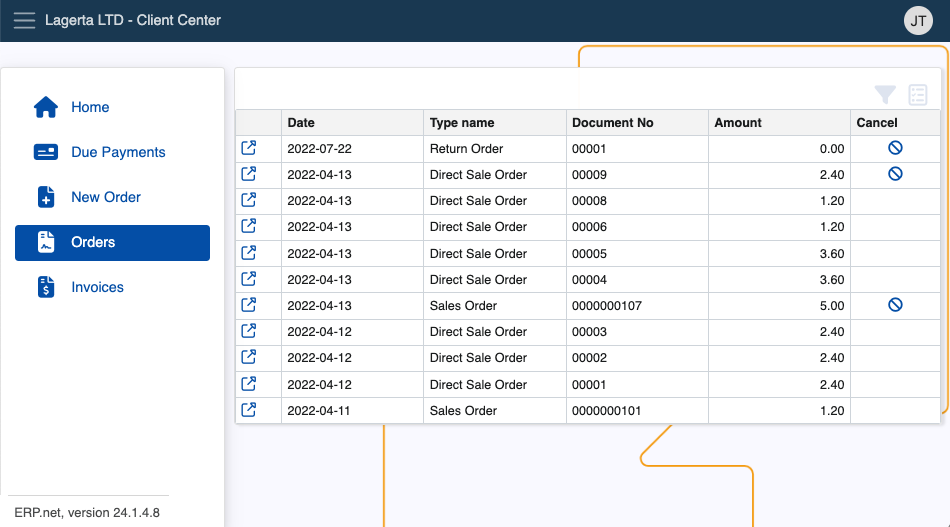 Lagerta LTD - Client Center JT
Home
Due Payments
New Order
Orders
Invoices
Date Type name Document No Amount Cancel
2022-07-22 Return Order 00001 0.00
2022-04-13 Direct Sale Order 00009 2.40
2022-04-13 Direct Sale Order 00008 1.20
2022-04-13 Direct Sale Order 00006 1.20
2022-04-13 Direct Sale Order 00005 3.60
2022-04-13 Direct Sale Order 00004 3.60
2022-04-13 Sales Order 0000000107 5.00
2022-04-12 Direct Sale Order 00003 2.40
2022-04-12 Direct Sale Order 00002 2.40
2022-04-12 Direct Sale Order 00001 2.40
2022-04-11 Sales Order 0000000101 1.20
ERP.net, version 24.1.4.8